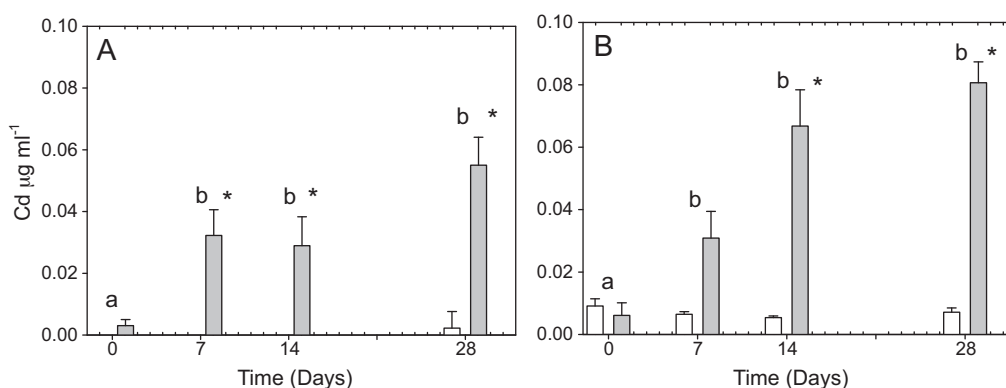 A
Cd μg ml-1
0.10
0.08
0.06
0.04
0.02
0.00
a
b *
b *
b *
0 7 14 28
Time (Days)
B
0.10
0.08
0.06
0.04
0.02
0.00
a
b
b *
b *
0 7 14 28
Time (Days)